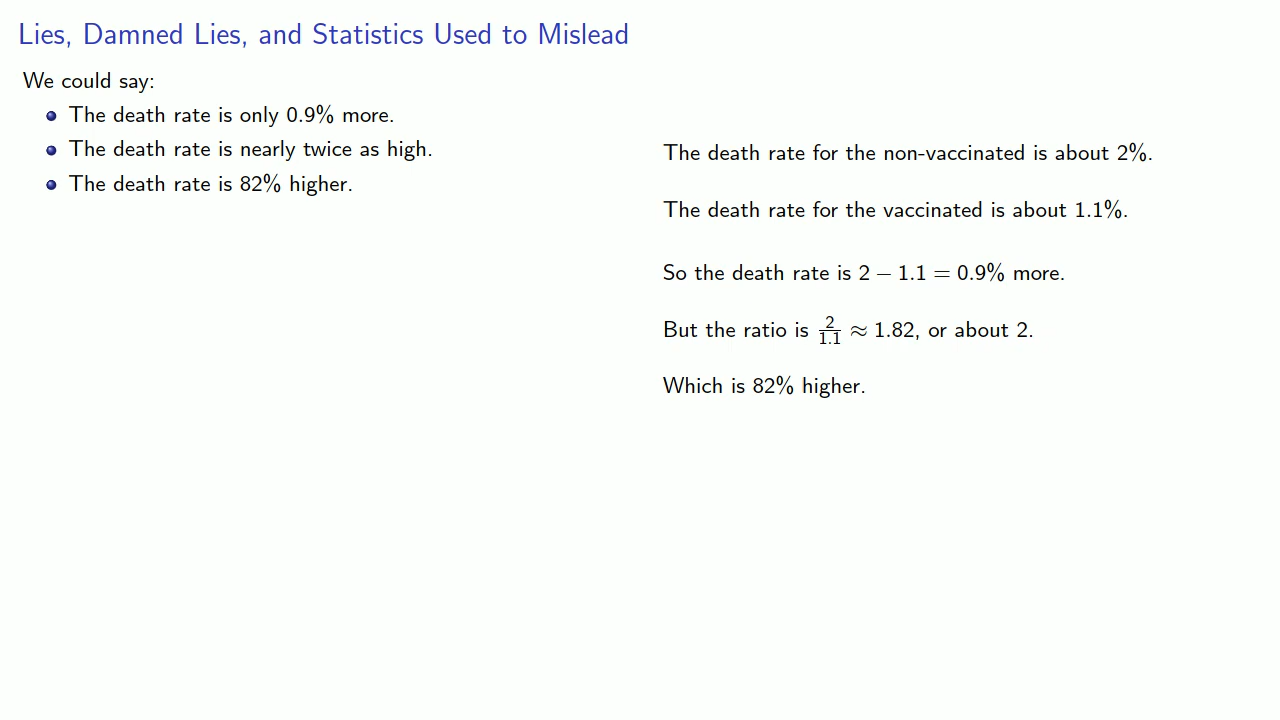 Lies, Damned Lies, and Statistics Used to Mislead
We could say:
The death rate is only 0.9% more.
The death rate is nearly twice as high.
The death rate is 82% higher.
The death rate for the non-vaccinated is about 2%.
The death rate for the vaccinated is about 1.1%.
So the death rate is 2 − 1.1 = 0.9% more.
But the ratio is 2/1.1 ≈ 1.82, or about 2.
Which is 82% higher.